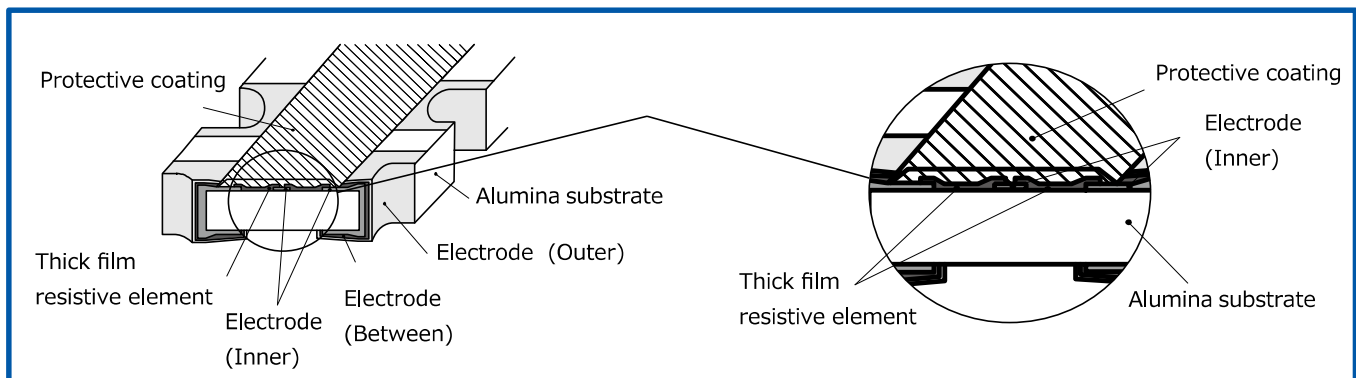 Protective coating
Alumina substrate
Electrode (Outer)
Thick film
resistive element
Electrode
(Between)
Electrode
(Inner)
Protective coating
Electrode
(Inner)
Thick film
resistive element
Alumina substrate